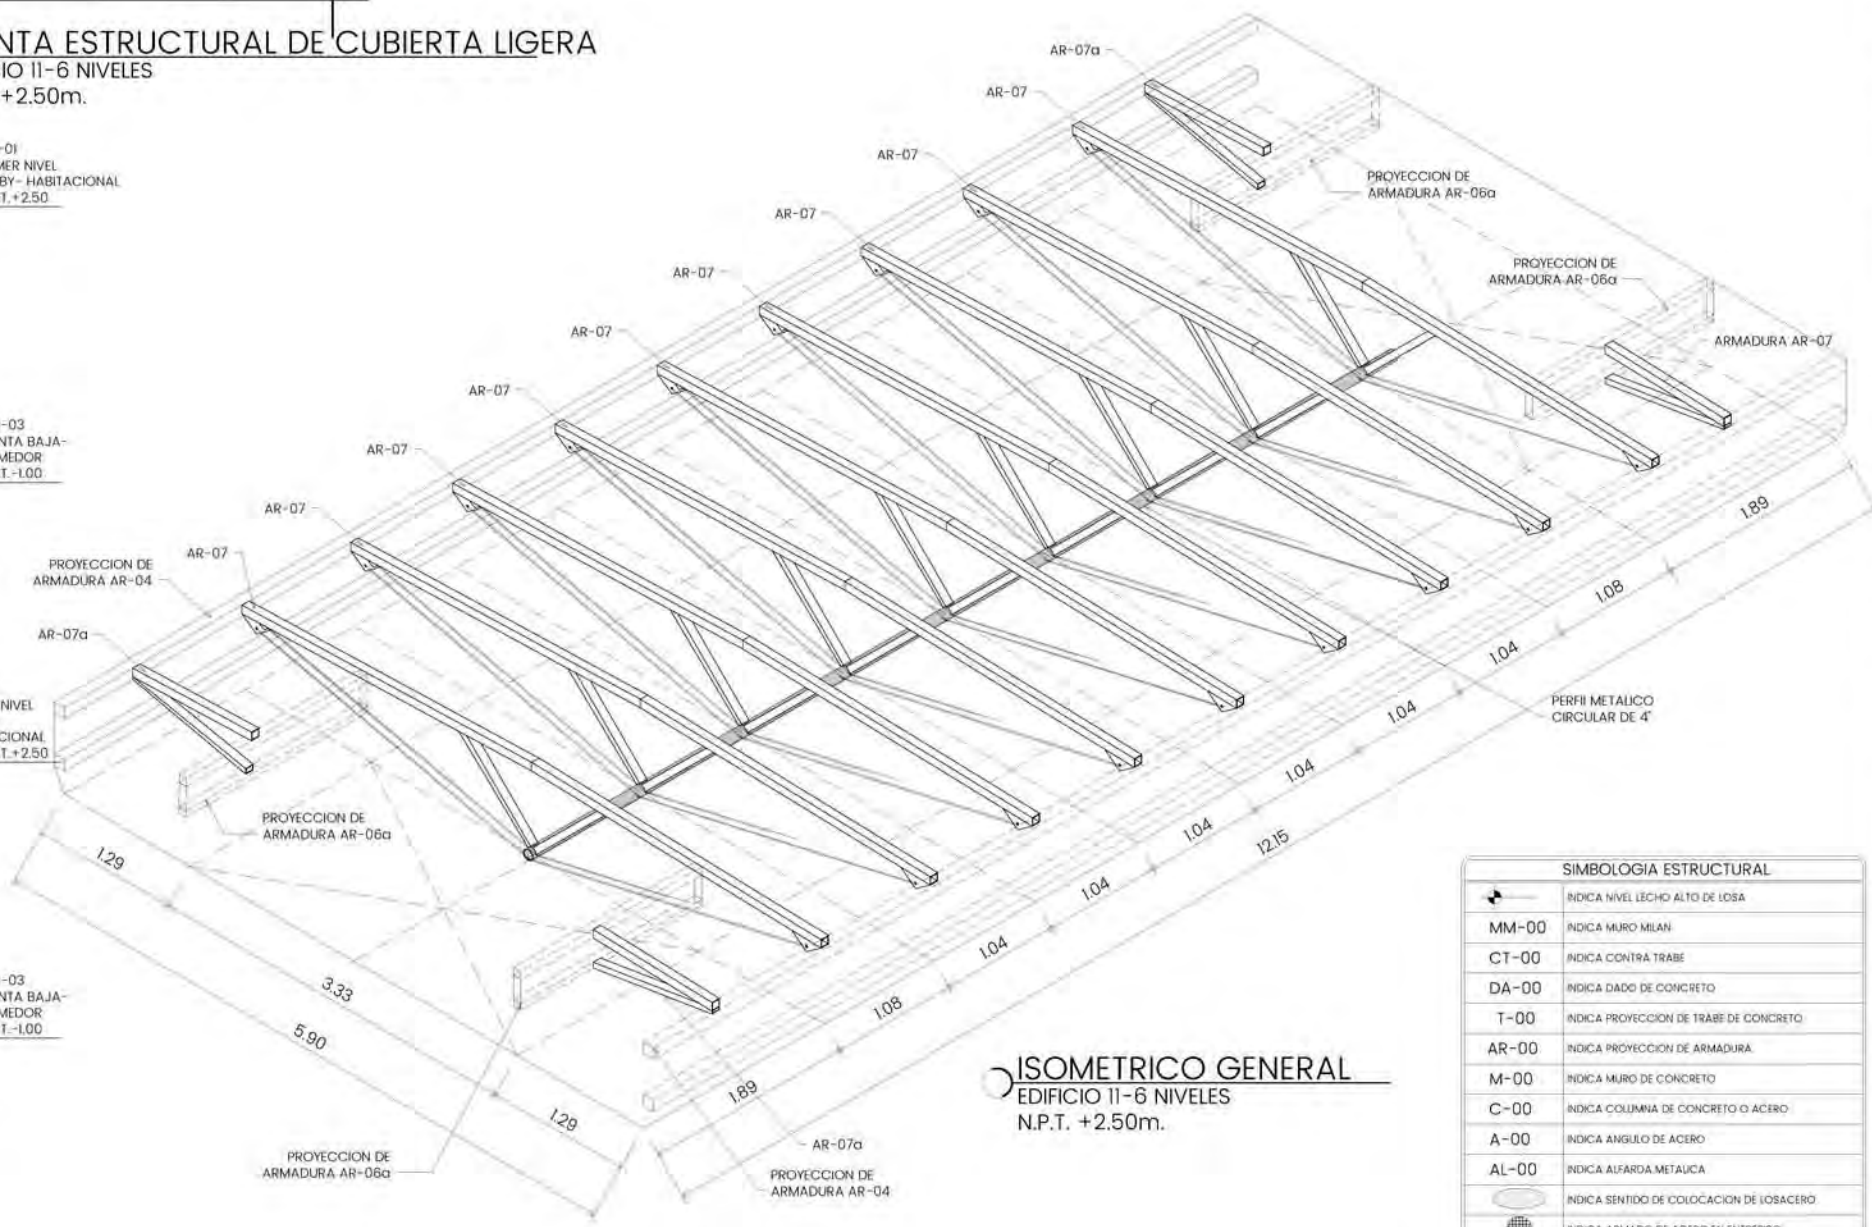 NTA ESTRUCTURAL DE CUBIERTA LIGERA
IO 11-6 NIVELES
+2.50m.
-01
MER NIVEL
BY- HABITACIONAL
T.+2.50
-03
NTA BAJA-
MEDOR
T.-1.00
NIVEL
CIONAL
T.+2.50
-03
NTA BAJA-
MEDOR
T.-1.00
AR-07a
AR-07
AR-07
AR-07
AR-07
AR-07
AR-07
AR-07
AR-07
AR-07
PROYECCION DE
ARMADURA AR-04
AR-07a
PROYECCION DE
ARMADURA AR-06a
PROYECCION DE
ARMADURA AR-06a
ARMADURA AR-07
PROYECCION DE
ARMADURA AR-06a
PERFIL METALICO
CIRCULAR DE 4"
1.29
3.33
5.90
1.29
1.89
1.08
1.04
1.04
1.04
1.04
1.04
1.04
1.08
1.89
12.15
PROYECCION DE
ARMADURA AR-06a
AR-07a
PROYECCION DE
ARMADURA AR-04
ISOMETRICO GENERAL
EDIFICIO 11-6 NIVELES
N.P.T. +2.50m.
SIMBOLOGIA ESTRUCTURAL
INDICA NIVEL LECHO ALTO DE LOSA
MM-00 INDICA MURO MILAN
CT-00 INDICA CONTRA TRABE
DA-00 INDICA DADO DE CONCRETO
T-00 INDICA PROYECCION DE TRABE DE CONCRETO
AR-00 INDICA PROYECCION DE ARMADURA
M-00 INDICA MURO DE CONCRETO
C-00 INDICA COLUMNA DE CONCRETO O ACERO
A-00 INDICA ANGULO DE ACERO
AL-00 INDICA ALFARDA METALICA
INDICA SENTIDO DE COLOCACION DE LOSACERO